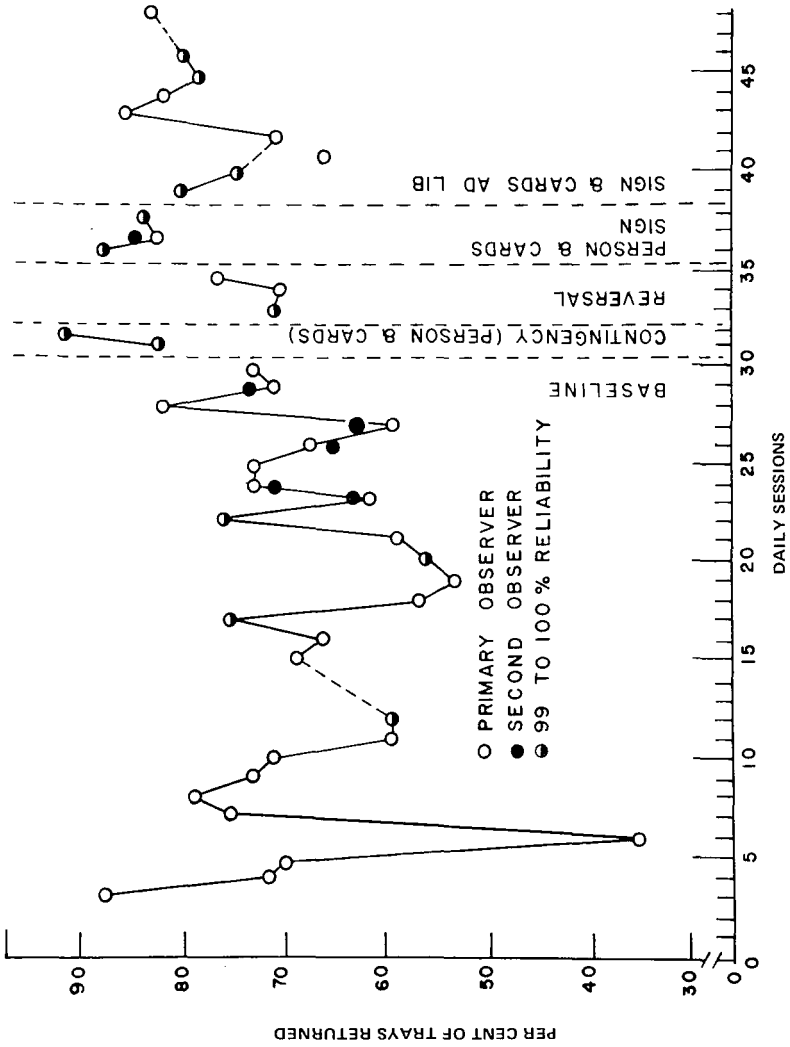 PER CENT OF TRAYS RETURNED
90
80
70
60
50
40
30
0
BASELINE
CONTINGENCY (PERSON & CARDS)
REVERSAL
PERSON & CARDS
SIGN
SIGN & CARDS AD LIB
PRIMARY OBSERVER
SECOND OBSERVER
99 TO 100 % RELIABILITY
0 5 10 15 20 25 30 35 40 45
DAILY SESSIONS